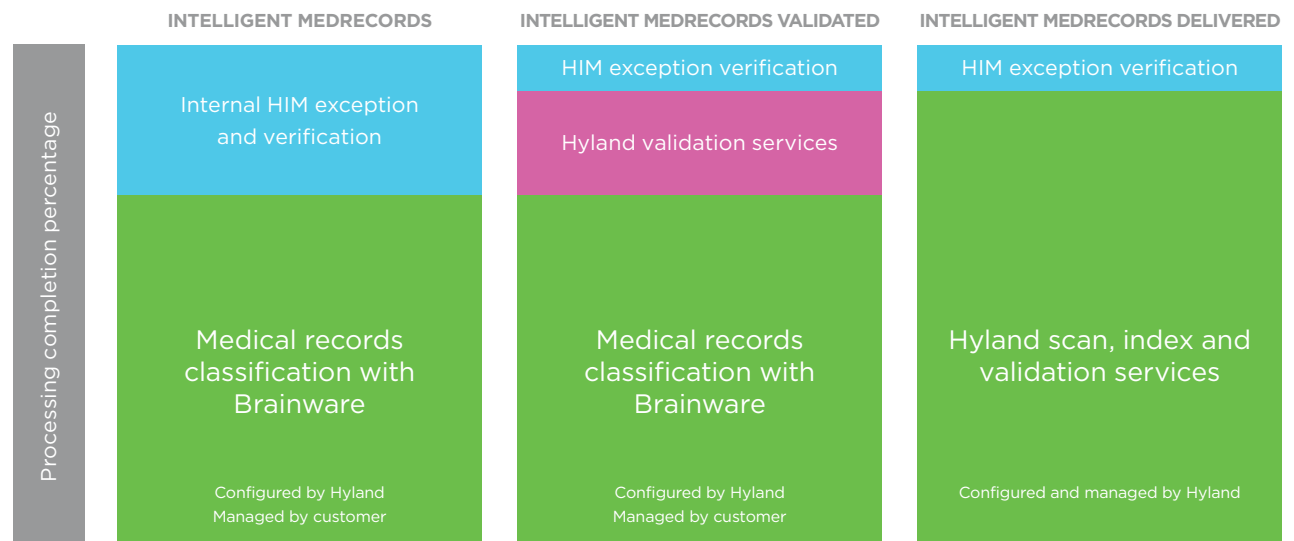 INTELLIGENT MEDRECORDS
INTELLIGENT MEDRECORDS VALIDATED
INTELLIGENT MEDRECORDS DELIVERED
Processing completion percentage
Internal HIM exception
and verification
Medical records
classification with
Brainware
Configured by Hyland
Managed by customer
HIM exception verification
Hyland validation services
Medical records
classification with
Brainware
Configured by Hyland
Managed by customer
HIM exception verification
Hyland scan, index and
validation services
Configured and managed by Hyland